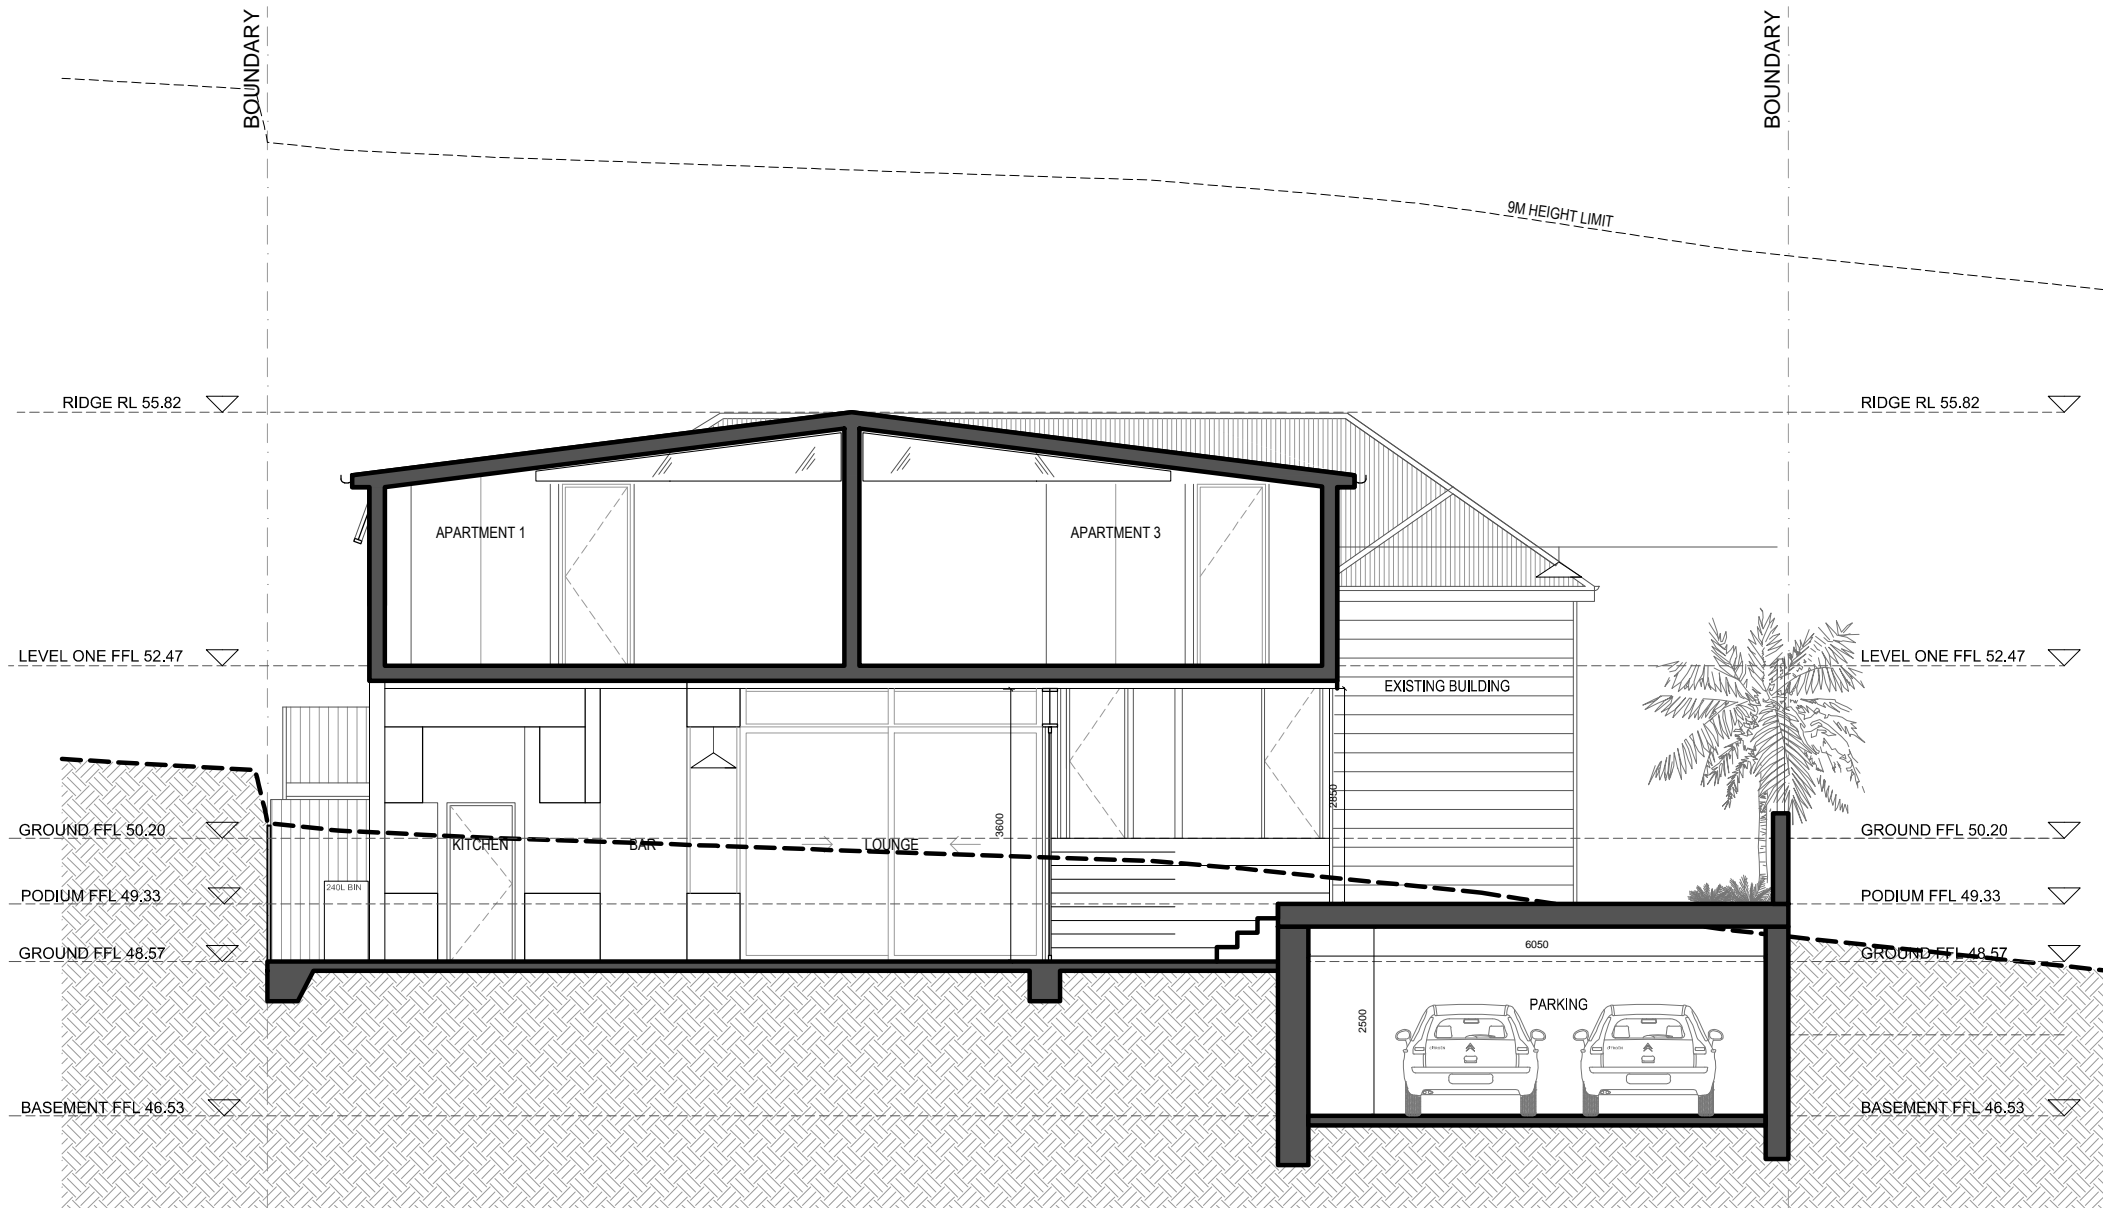 BOUNDARY
BOUNDARY
9M HEIGHT LIMIT
RIDGE RL 55.82
RIDGE RL 55.82
APARTMENT 1
APARTMENT 3
LEVEL ONE FFL 52.47
LEVEL ONE FFL 52.47
EXISTING BUILDING
2850
3600
GROUND FFL 50.20
GROUND FFL 50.20
KITCHEN
BAR
LOUNGE
240L BIN
PODIUM FFL 49.33
PODIUM FFL 49.33
GROUND FFL 48.57
6050
GROUND FFL 48.57
PARKING
2500
BASEMENT FFL 46.53
BASEMENT FFL 46.53